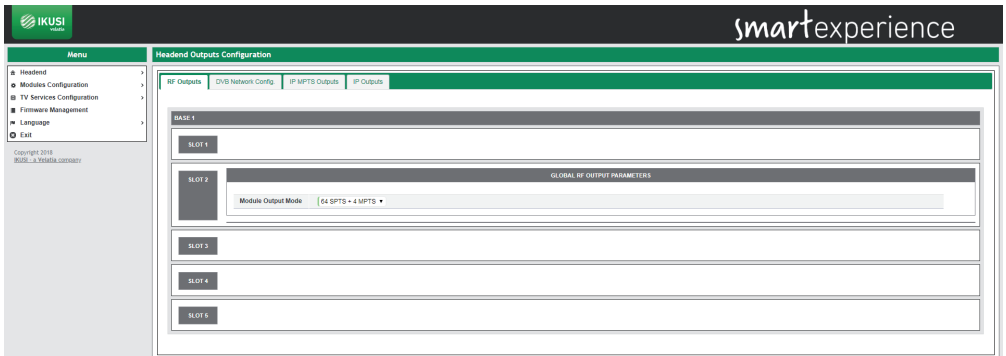 IKUSI
velatia
smartexperience
Menu
Headend
Modules Configuration
TV Services Configuration
Firmware Management
Language
Exit
Copyright 2018
IKUSI - a Velatia company
Headend Outputs Configuration
RF Outputs
DVB Network Config.
IP MPTS Outputs
IP Outputs
BASE 1
SLOT 1
SLOT 2
GLOBAL RF OUTPUT PARAMETERS
Module Output Mode
64 SPTS + 4 MPTS
SLOT 3
SLOT 4
SLOT 5